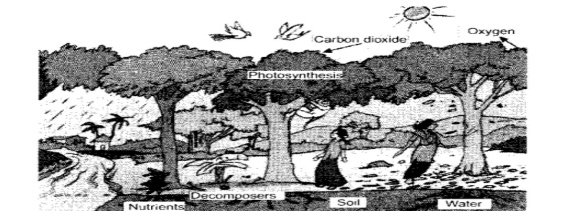 Oxygen
Carbon dioxide
Photosynthesis
Decomposers
Nutrients
Soil
Water